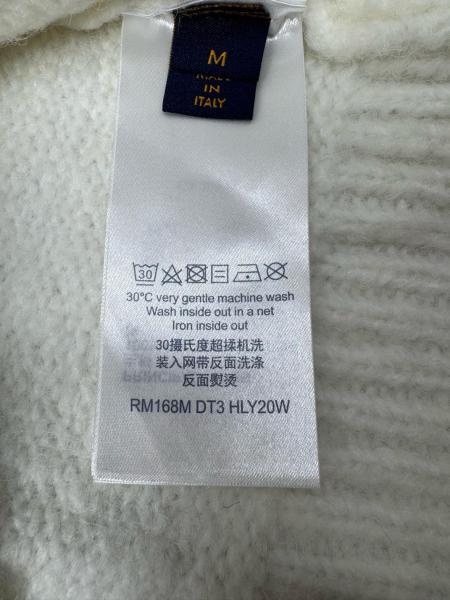 M
MADE
IN
ITALY
30
30°C very gentle machine wash
Wash inside out in a net
Iron inside out
30摄氏度超揉机洗
装入网带反面洗涤
反面熨烫
RM168M DT3 HLY20W